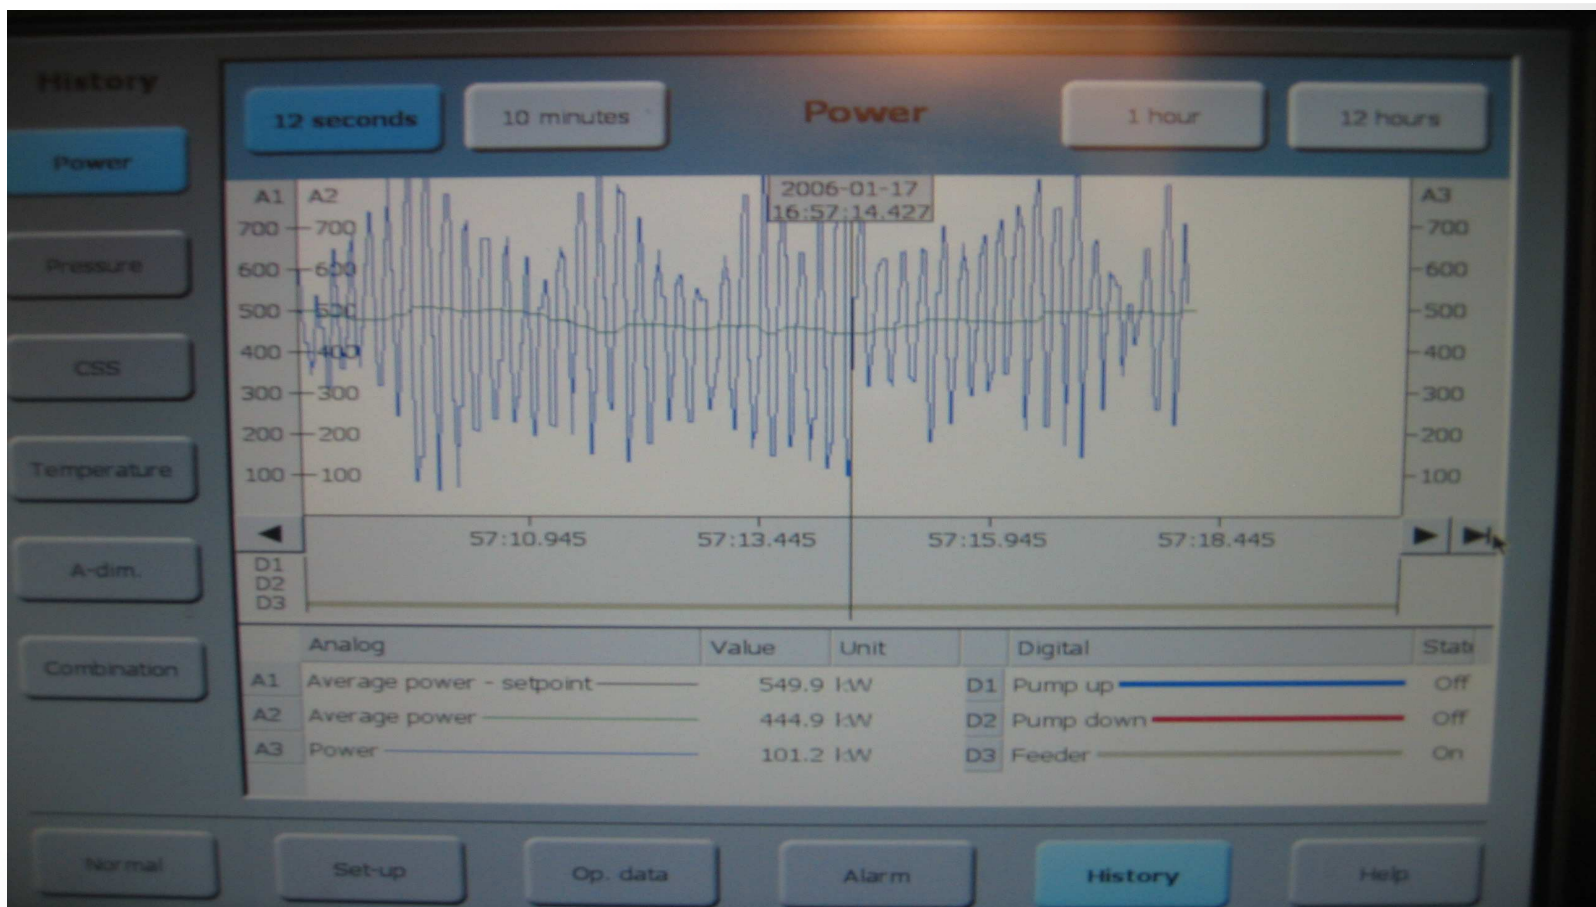 History
12 seconds
10 minutes
Power
1 hour
12 hours
Power
Pressure
CSS
Temperature
A-dim.
Combination
A1 A2
2006-01-17
16:57:14.427
A3
700 700 700
600 600 600
500 500 500
400 400 400
300 300 300
200 200 200
100 100 100
57:10.945 57:13.445 57:15.945 57:18.445
D1
D2
D3
Analog Value Unit Digital Stat
A1 Average power - setpoint 549.9 kW D1 Pump up Off
A2 Average power 444.9 kW D2 Pump down Off
A3 Power 101.2 kW D3 Feeder On
Normal Set-up Op. data Alarm History Help